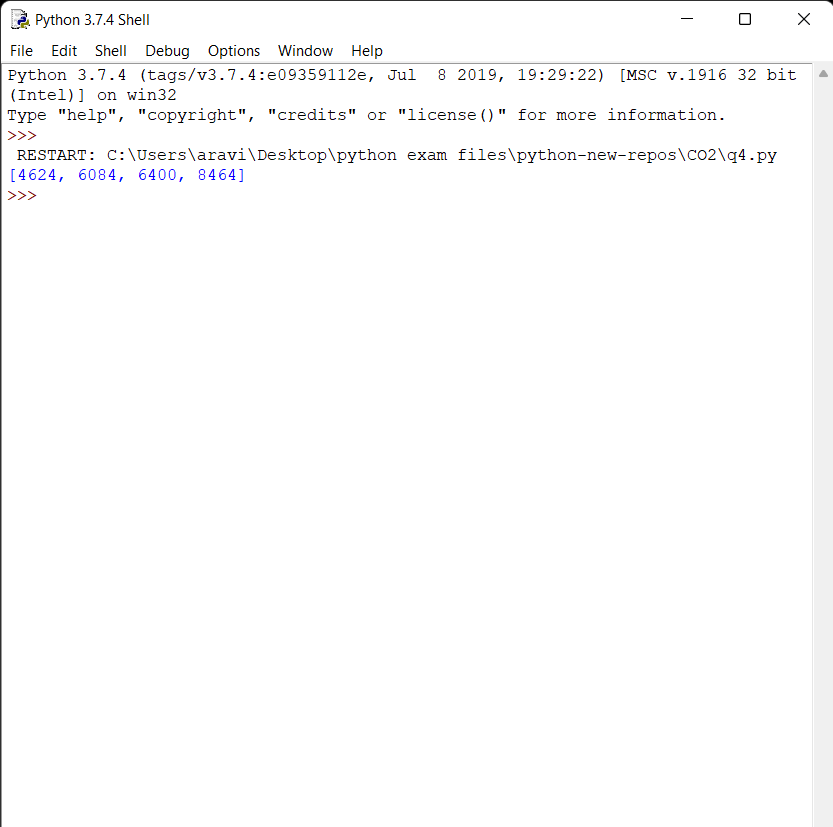 Python 3.7.4 Shell
File Edit Shell Debug Options Window Help
Python 3.7.4 (tags/v3.7.4:e09359112e, Jul  8 2019, 19:29:22) [MSC v.1916 32 bit
(Intel)] on win32
Type "help", "copyright", "credits" or "license()" for more information.
>>>
 RESTART: C:\Users\aravi\Desktop\python exam files\python-new-repos\CO2\q4.py
[4624, 6084, 6400, 8464]
>>>